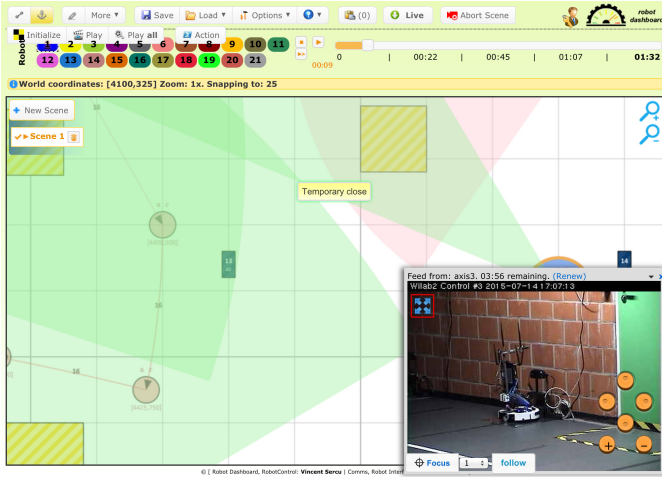 More ▼
Save
Load ▼
Options ▼
? ▼
(0)
Live
Abort Scene
robot
dashboard
Initialize
Play
Play all
Action
Robots
1 2 3 4 5 6 7 8 9 10 11
12 13 14 15 16 17 18 19 20 21
00:09
0 | 00:22 | 00:45 | 01:07 | 01:32
World coordinates: [4100,325] Zoom: 1x. Snapping to: 25
+ New Scene
Scene 1
Temporary close
16
R F
13
14
16
16
R F
[4425,750]
Feed from: axis3. 03:56 remaining. (Renew)
Wilab2 Control #3 2015-07-14 17:07:13
+ −
Focus 1 follow
© [ Robot Dashboard, RobotControl: Vincent Sercu | Comms, Robot Interf